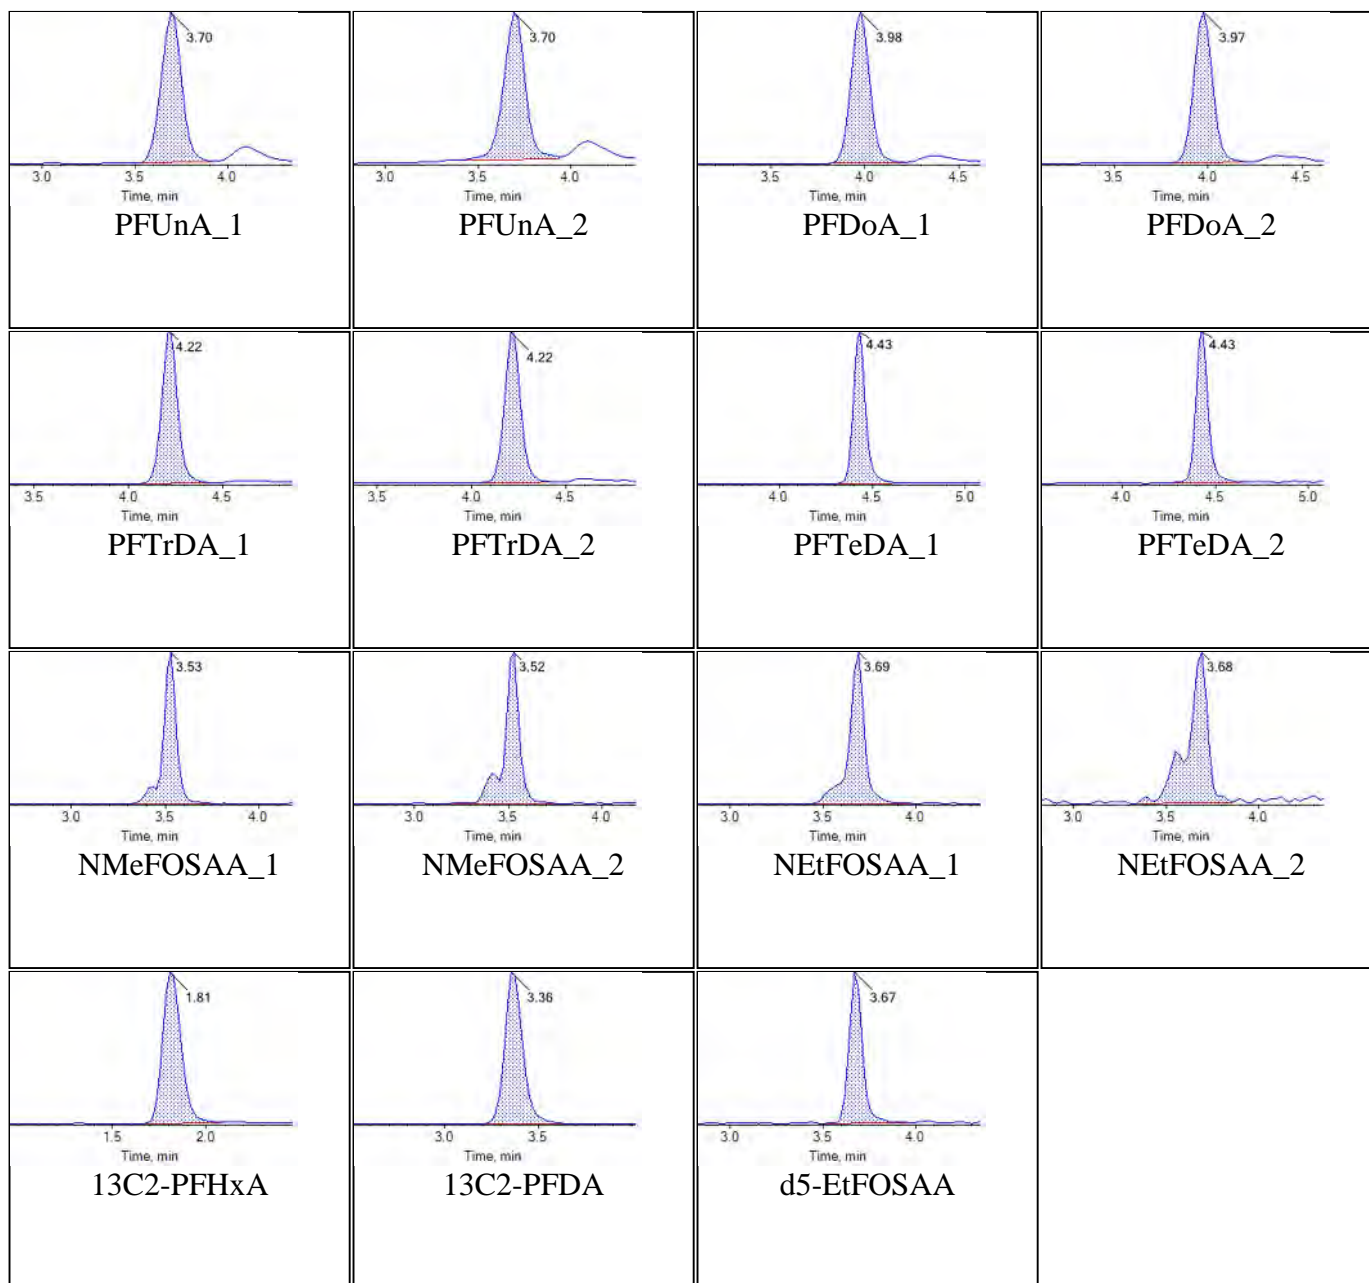 3.70
3.0 3.5 4.0
Time, min
PFUnA_1
3.70
3.0 3.5 4.0
Time, min
PFUnA_2
3.98
3.5 4.0 4.5
Time, min
PFDoA_1
3.97
3.5 4.0 4.5
Time, min
PFDoA_2
4.22
3.5 4.0 4.5
Time, min
PFTrDA_1
4.22
3.5 4.0 4.5
Time, min
PFTrDA_2
4.43
4.0 4.5 5.0
Time, min
PFTeDA_1
4.43
4.0 4.5 5.0
Time, min
PFTeDA_2
3.53
3.0 3.5 4.0
Time, min
NMeFOSAA_1
3.52
3.0 3.5 4.0
Time, min
NMeFOSAA_2
3.69
3.0 3.5 4.0
Time, min
NEtFOSAA_1
3.68
3.0 3.5 4.0
Time, min
NEtFOSAA_2
1.81
1.5 2.0
Time, min
13C2-PFHxA
3.36
3.0 3.5
Time, min
13C2-PFDA
3.67
3.0 3.5 4.0
Time, min
d5-EtFOSAA